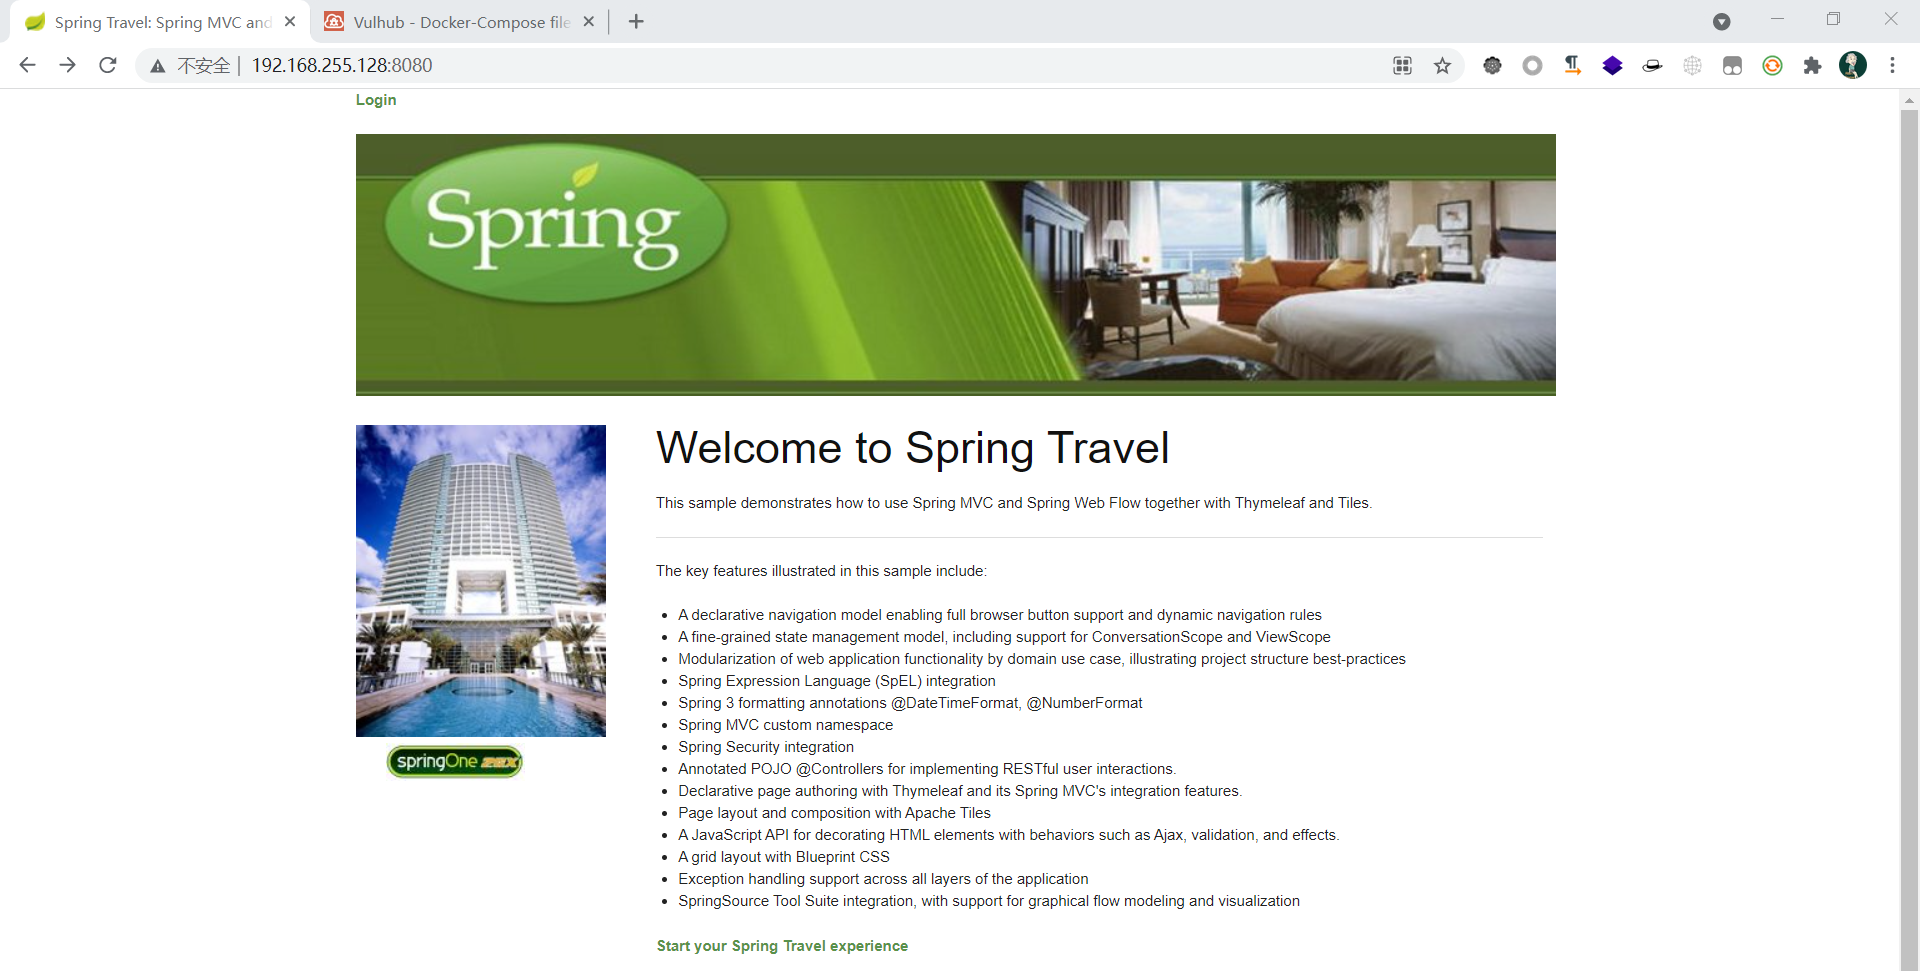 Spring Travel: Spring MVC and
Vulhub - Docker-Compose file
不安全 | 192.168.255.128:8080
Login
Spring
Welcome to Spring Travel
This sample demonstrates how to use Spring MVC and Spring Web Flow together with Thymeleaf and Tiles.
The key features illustrated in this sample include:
A declarative navigation model enabling full browser button support and dynamic navigation rules
A fine-grained state management model, including support for ConversationScope and ViewScope
Modularization of web application functionality by domain use case, illustrating project structure best-practices
Spring Expression Language (SpEL) integration
Spring 3 formatting annotations @DateTimeFormat, @NumberFormat
Spring MVC custom namespace
Spring Security integration
Annotated POJO @Controllers for implementing RESTful user interactions.
Declarative page authoring with Thymeleaf and its Spring MVC's integration features.
Page layout and composition with Apache Tiles
A JavaScript API for decorating HTML elements with behaviors such as Ajax, validation, and effects.
A grid layout with Blueprint CSS
Exception handling support across all layers of the application
SpringSource Tool Suite integration, with support for graphical flow modeling and visualization
springOne 2GX
Start your Spring Travel experience